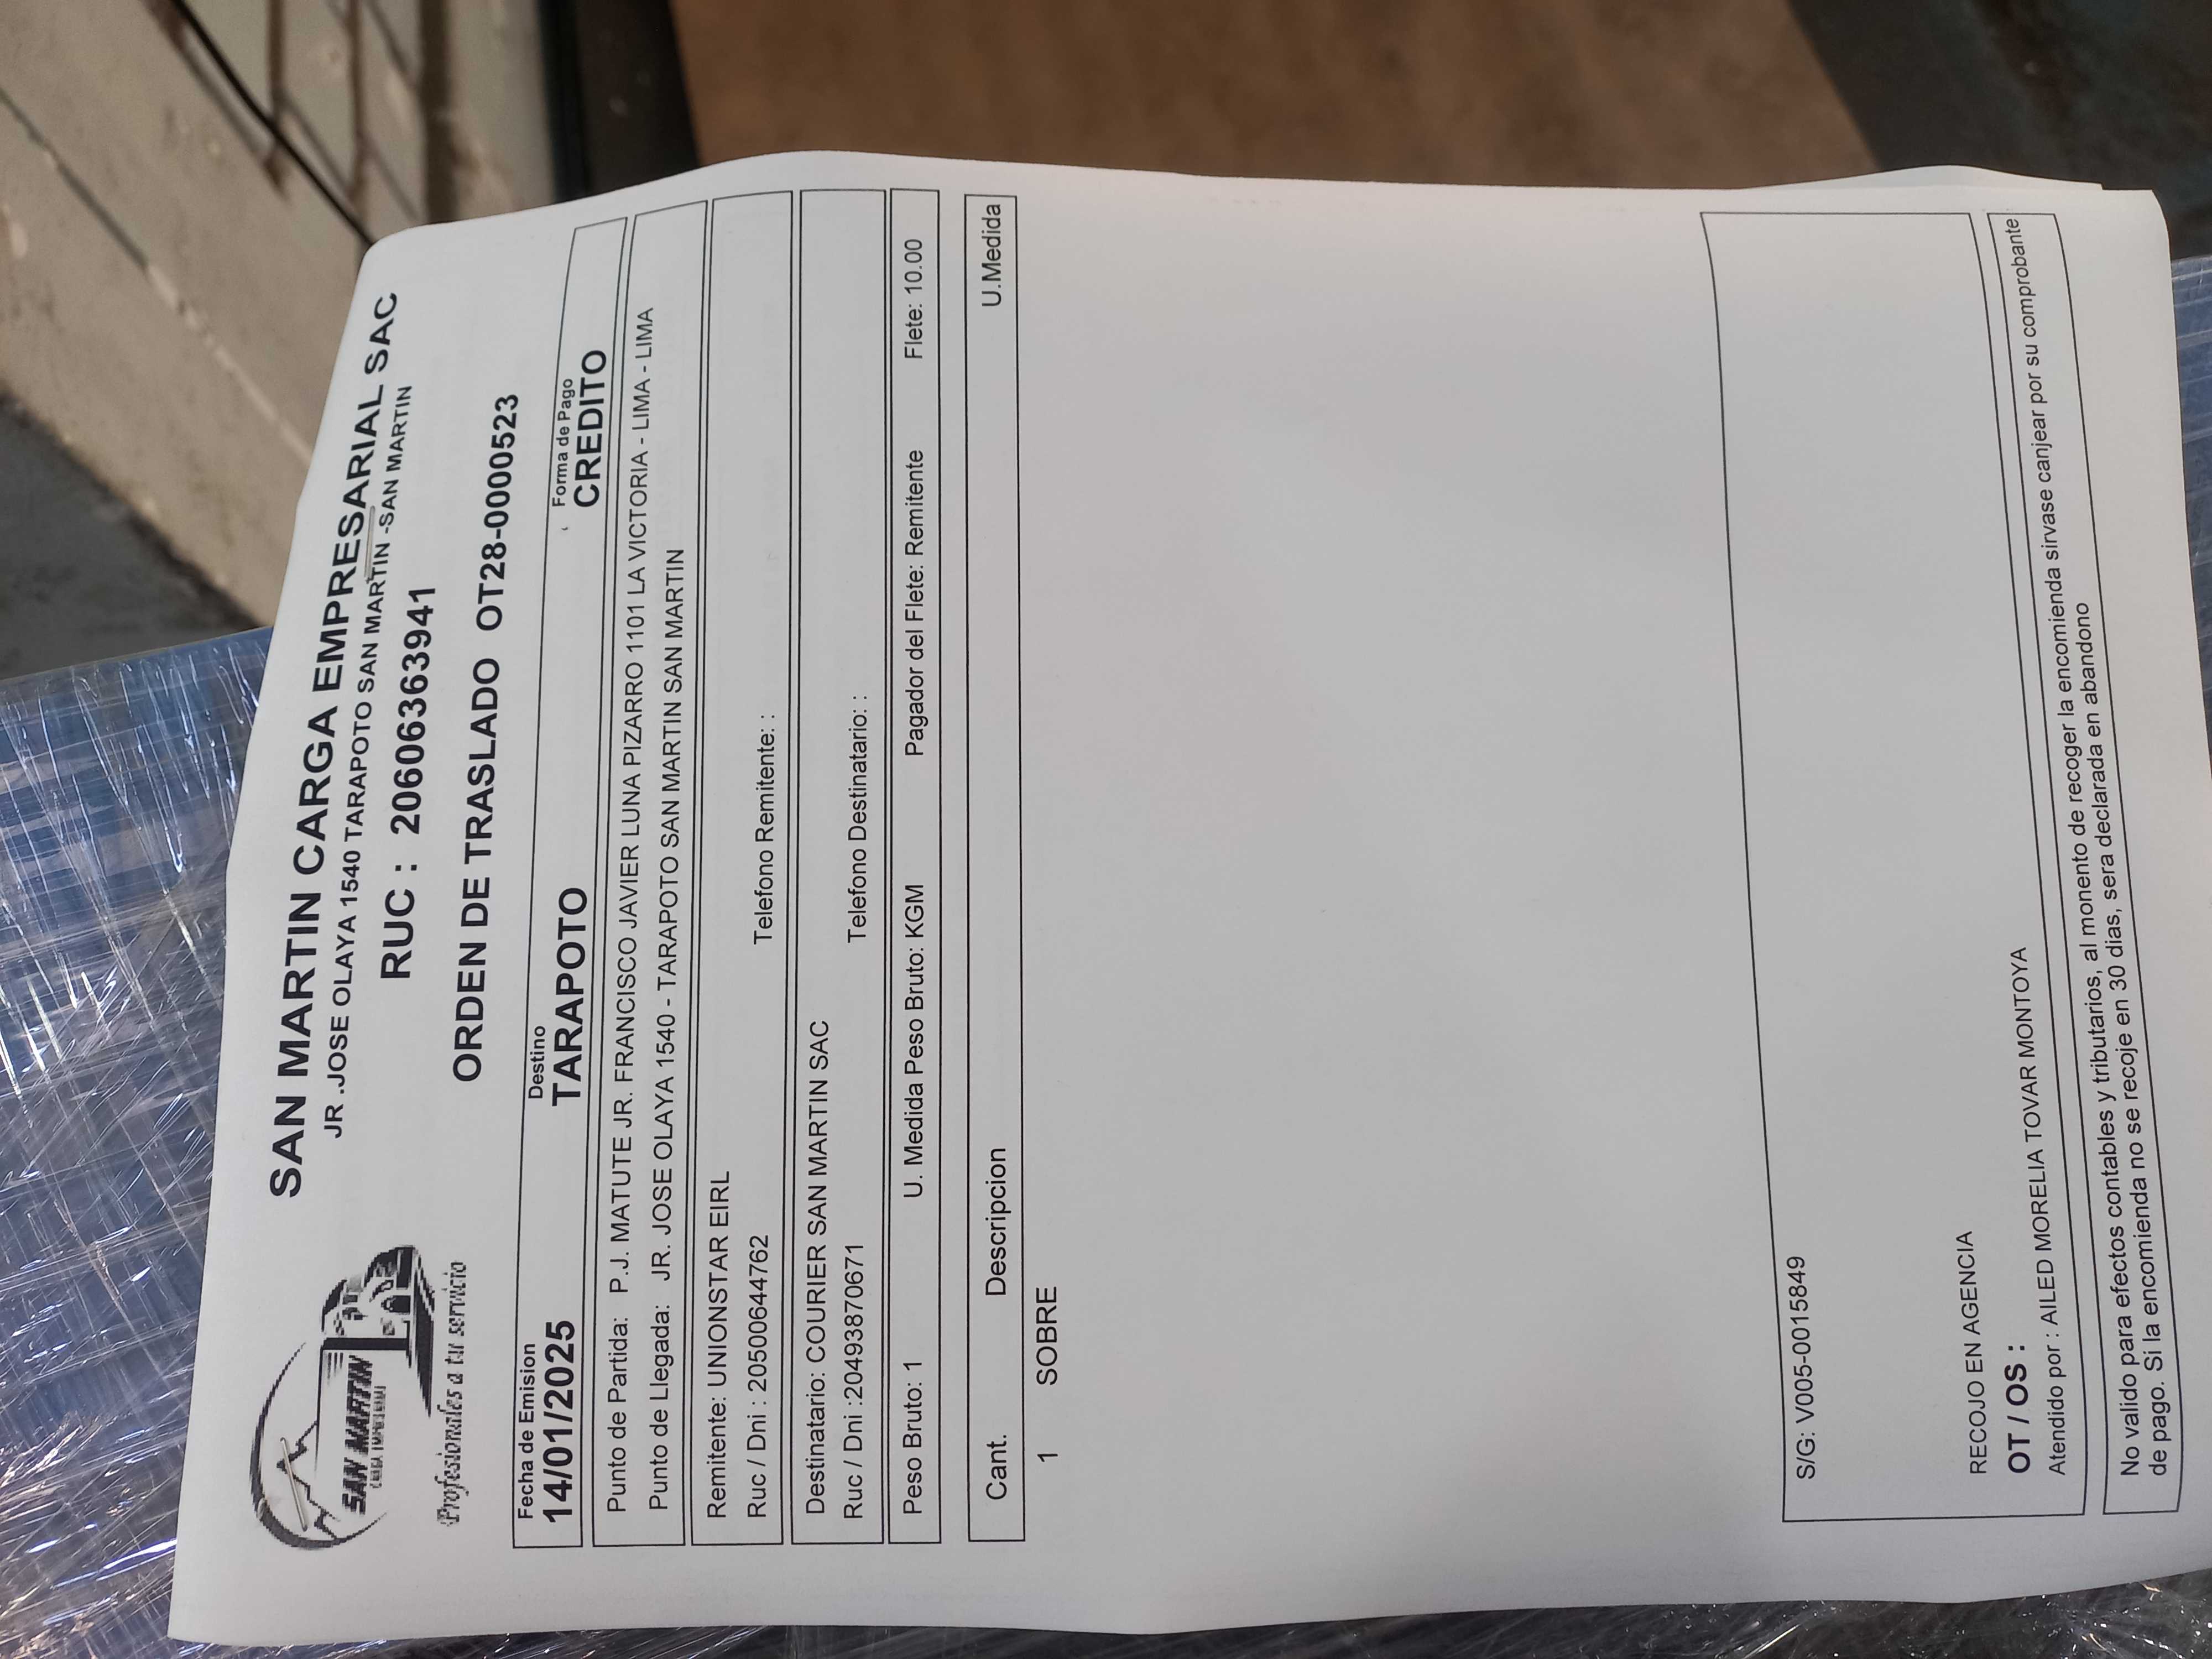 SAN MARTIN
Profesionales a tu servicio
SAN MARTIN CARGA EMPRESARIAL SAC
JR .JOSE OLAYA 1540 TARAPOTO SAN MARTIN -SAN MARTIN
RUC : 20606363941
ORDEN DE TRASLADO OT28-0000523
Fecha de Emision Destino Forma de Pago
14/01/2025 TARAPOTO CREDITO
Punto de Partida: P.J. MATUTE JR. FRANCISCO JAVIER LUNA PIZARRO 1101 LA VICTORIA - LIMA - LIMA
Punto de Llegada: JR. JOSE OLAYA 1540 - TARAPOTO SAN MARTIN SAN MARTIN
Remitente: UNIONSTAR EIRL
Ruc / Dni : 20500644762 Telefono Remitente: :
Destinatario: COURIER SAN MARTIN SAC
Ruc / Dni :20493870671 Telefono Destinatario: :
Peso Bruto: 1 U. Medida Peso Bruto: KGM Pagador del Flete: Remitente Flete: 10.00
Cant. Descripcion U.Medida
1 SOBRE
S/G: V005-0015849
RECOJO EN AGENCIA
OT / OS :
Atendido por : AILED MORELIA TOVAR MONTOYA
No valido para efectos contables y tributarios, al monento de recoger la encomienda sirvase canjear por su comprobante
de pago. Si la encomienda no se recoje en 30 dias, sera declarada en abandono